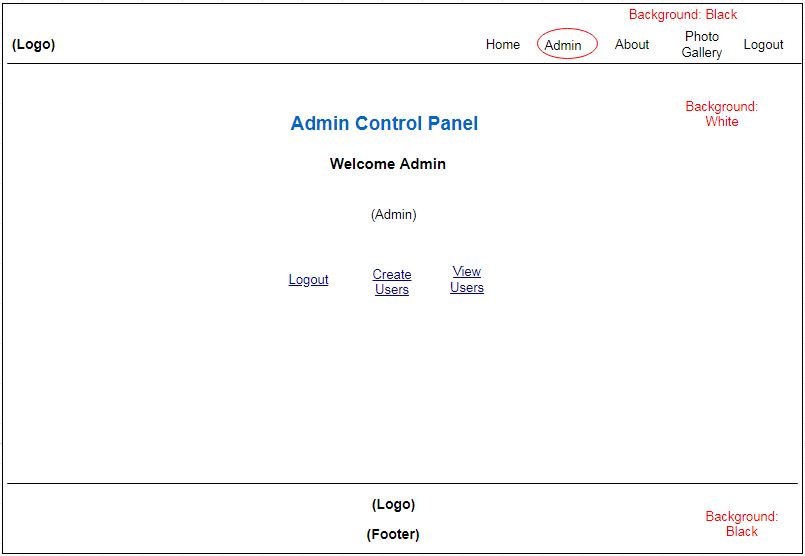 Background: Black
(Logo)
Home
Admin
About
Photo
Gallery
Logout
Background:
White
Admin Control Panel
Welcome Admin
(Admin)
Logout
Create
Users
View
Users
(Logo)
(Footer)
Background:
Black